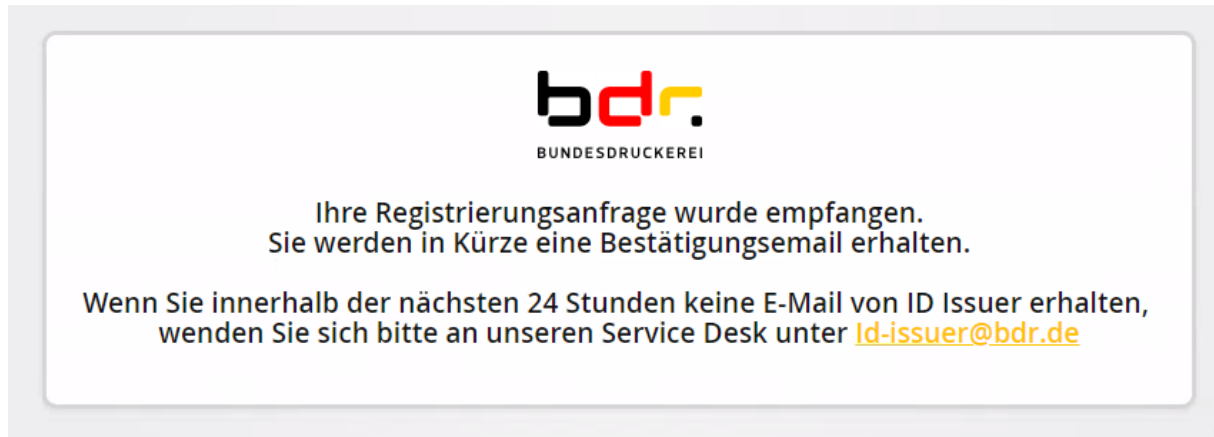 bdr.
BUNDESDRUCKEREI
Ihre Registrierungsanfrage wurde empfangen.
Sie werden in Kürze eine Bestätigungsemail erhalten.
Wenn Sie innerhalb der nächsten 24 Stunden keine E-Mail von ID Issuer erhalten,
wenden Sie sich bitte an unseren Service Desk unter Id-issuer@bdr.de